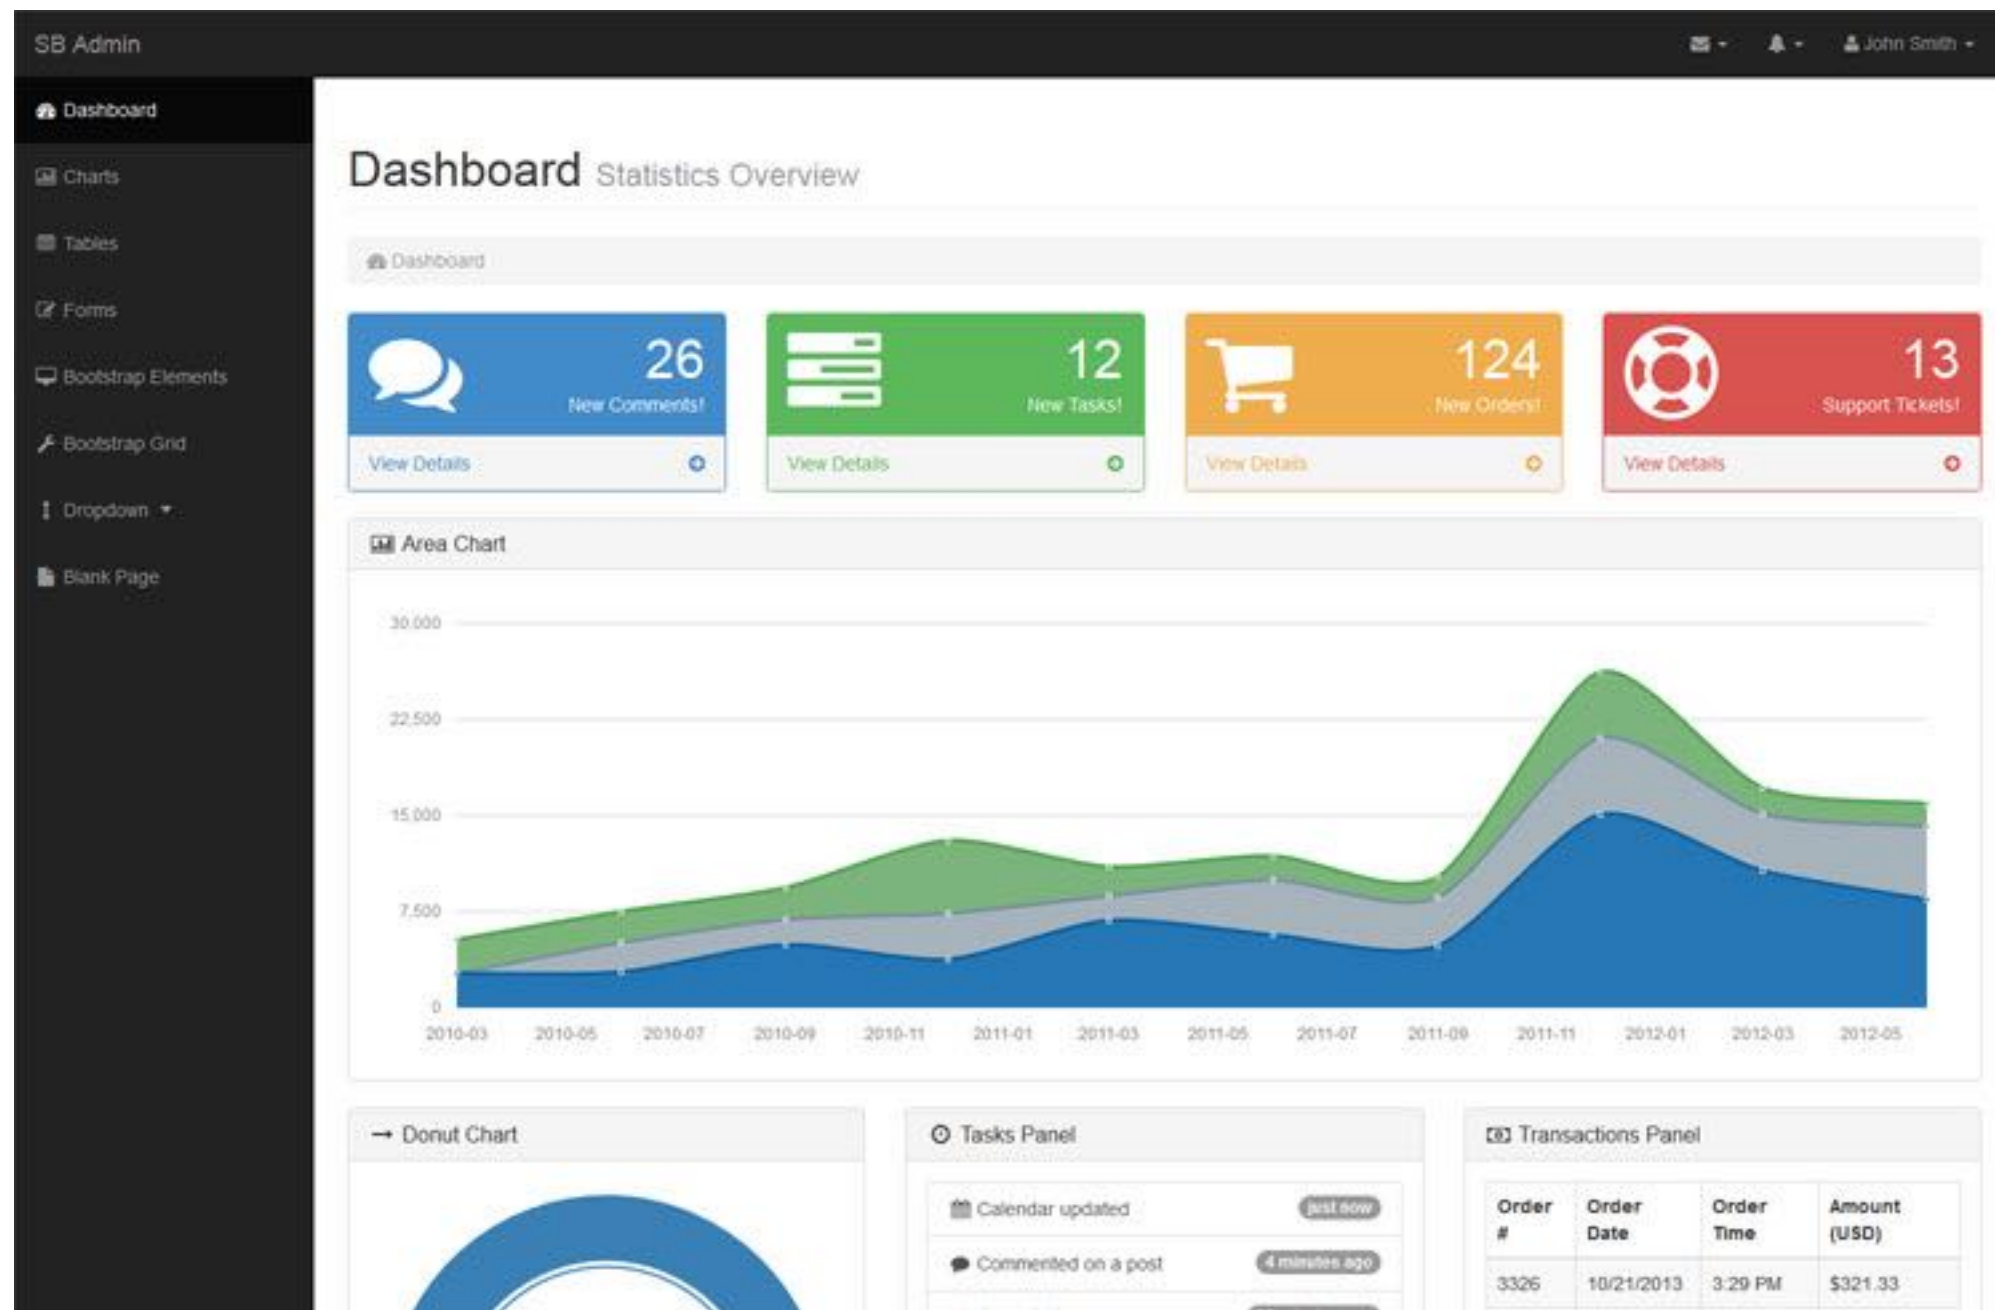 SB Admin
John Smith
Dashboard
Charts
Tables
Forms
Bootstrap Elements
Bootstrap Grid
Dropdown
Blank Page
Dashboard Statistics Overview
Dashboard
26
New Comments!
View Details
12
New Tasks!
View Details
124
New Orders!
View Details
13
Support Tickets!
View Details
Area Chart
30,000
22,500
15,000
7,500
0
2010-03 2010-05 2010-07 2010-09 2010-11 2011-01 2011-03 2011-05 2011-07 2011-09 2011-11 2012-01 2012-03 2012-05
Donut Chart
Tasks Panel
Calendar updated just now
Commented on a post 4 minutes ago
Transactions Panel
Order # Order Date Order Time Amount (USD)
3326 10/21/2013 3:29 PM $321.33